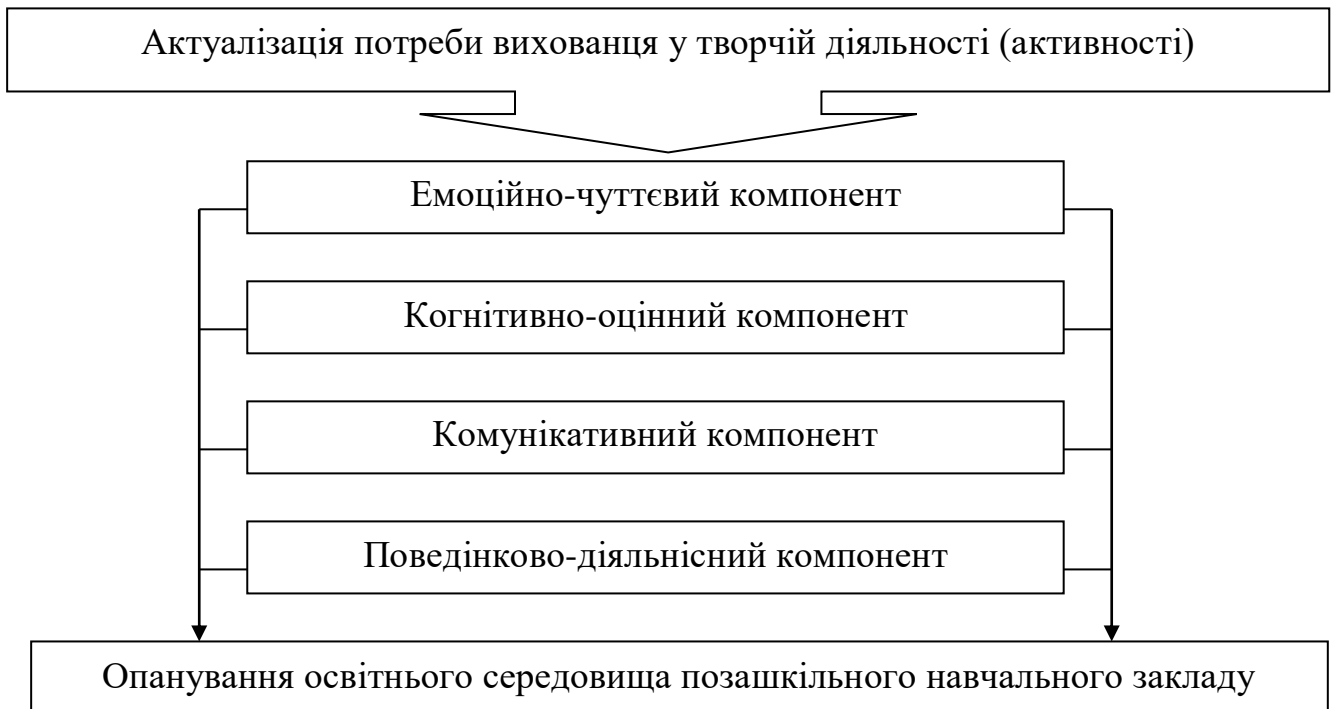 Актуалізація потреби вихованця у творчій діяльності (активності)
Емоційно-чуттєвий компонент
Когнітивно-оцінний компонент
Комунікативний компонент
Поведінково-діяльнісний компонент
Опанування освітнього середовища позашкільного навчального закладу